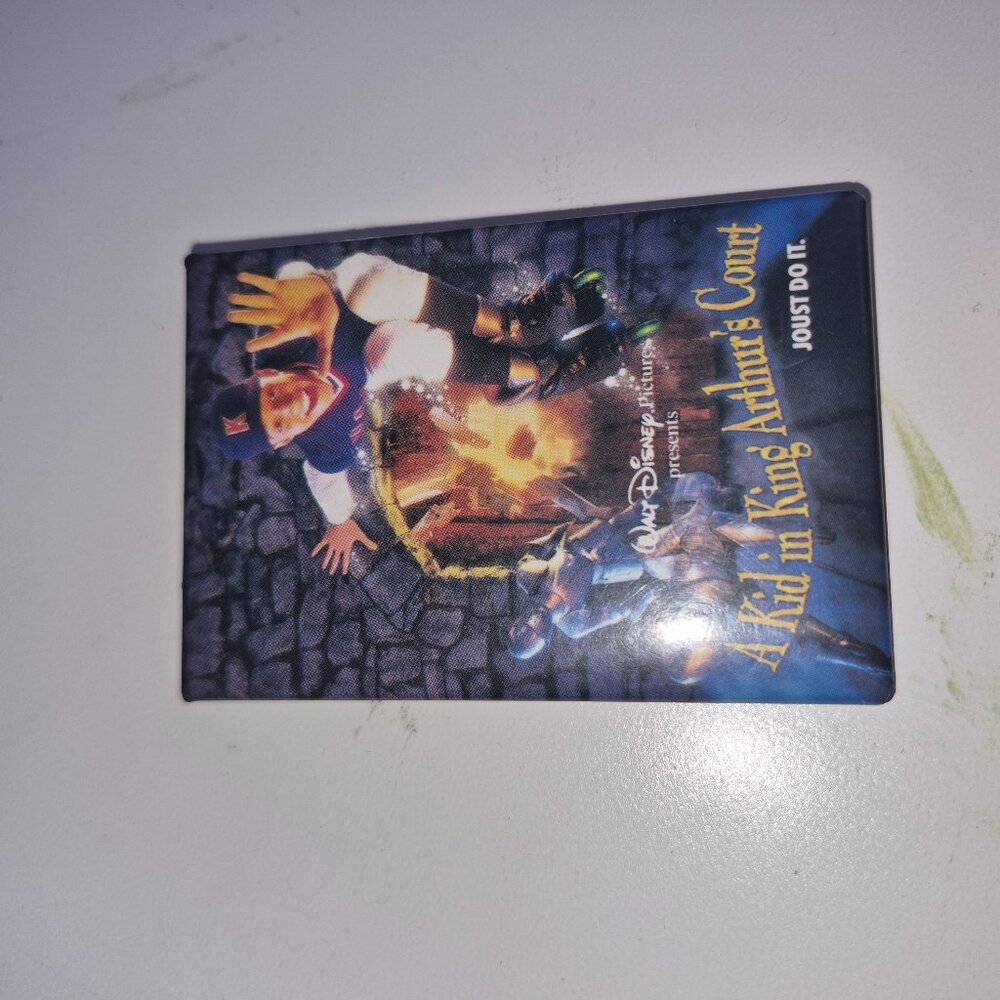 K
WALT DISNEY Pictures
presents
A Kid in King Arthur's Court
JOUST DO IT.